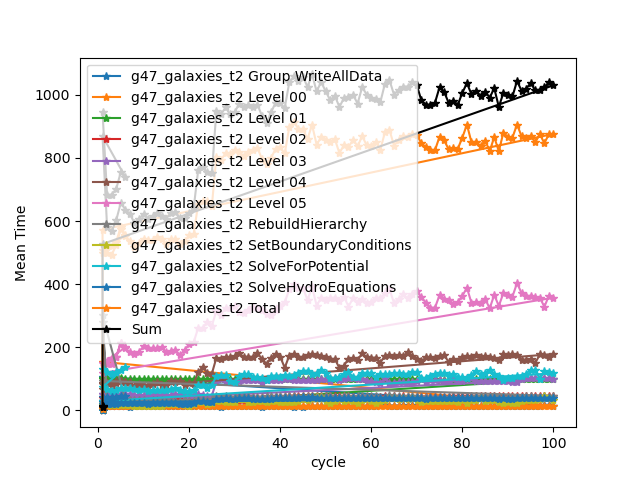 g47_galaxies_t2 Group WriteAllData
g47_galaxies_t2 Level 00
g47_galaxies_t2 Level 01
g47_galaxies_t2 Level 02
g47_galaxies_t2 Level 03
g47_galaxies_t2 Level 04
g47_galaxies_t2 Level 05
g47_galaxies_t2 RebuildHierarchy
g47_galaxies_t2 SetBoundaryConditions
g47_galaxies_t2 SolveForPotential
g47_galaxies_t2 SolveHydroEquations
g47_galaxies_t2 Total
Sum
Mean Time
1000
800
600
400
200
0
0 20 40 60 80 100
cycle